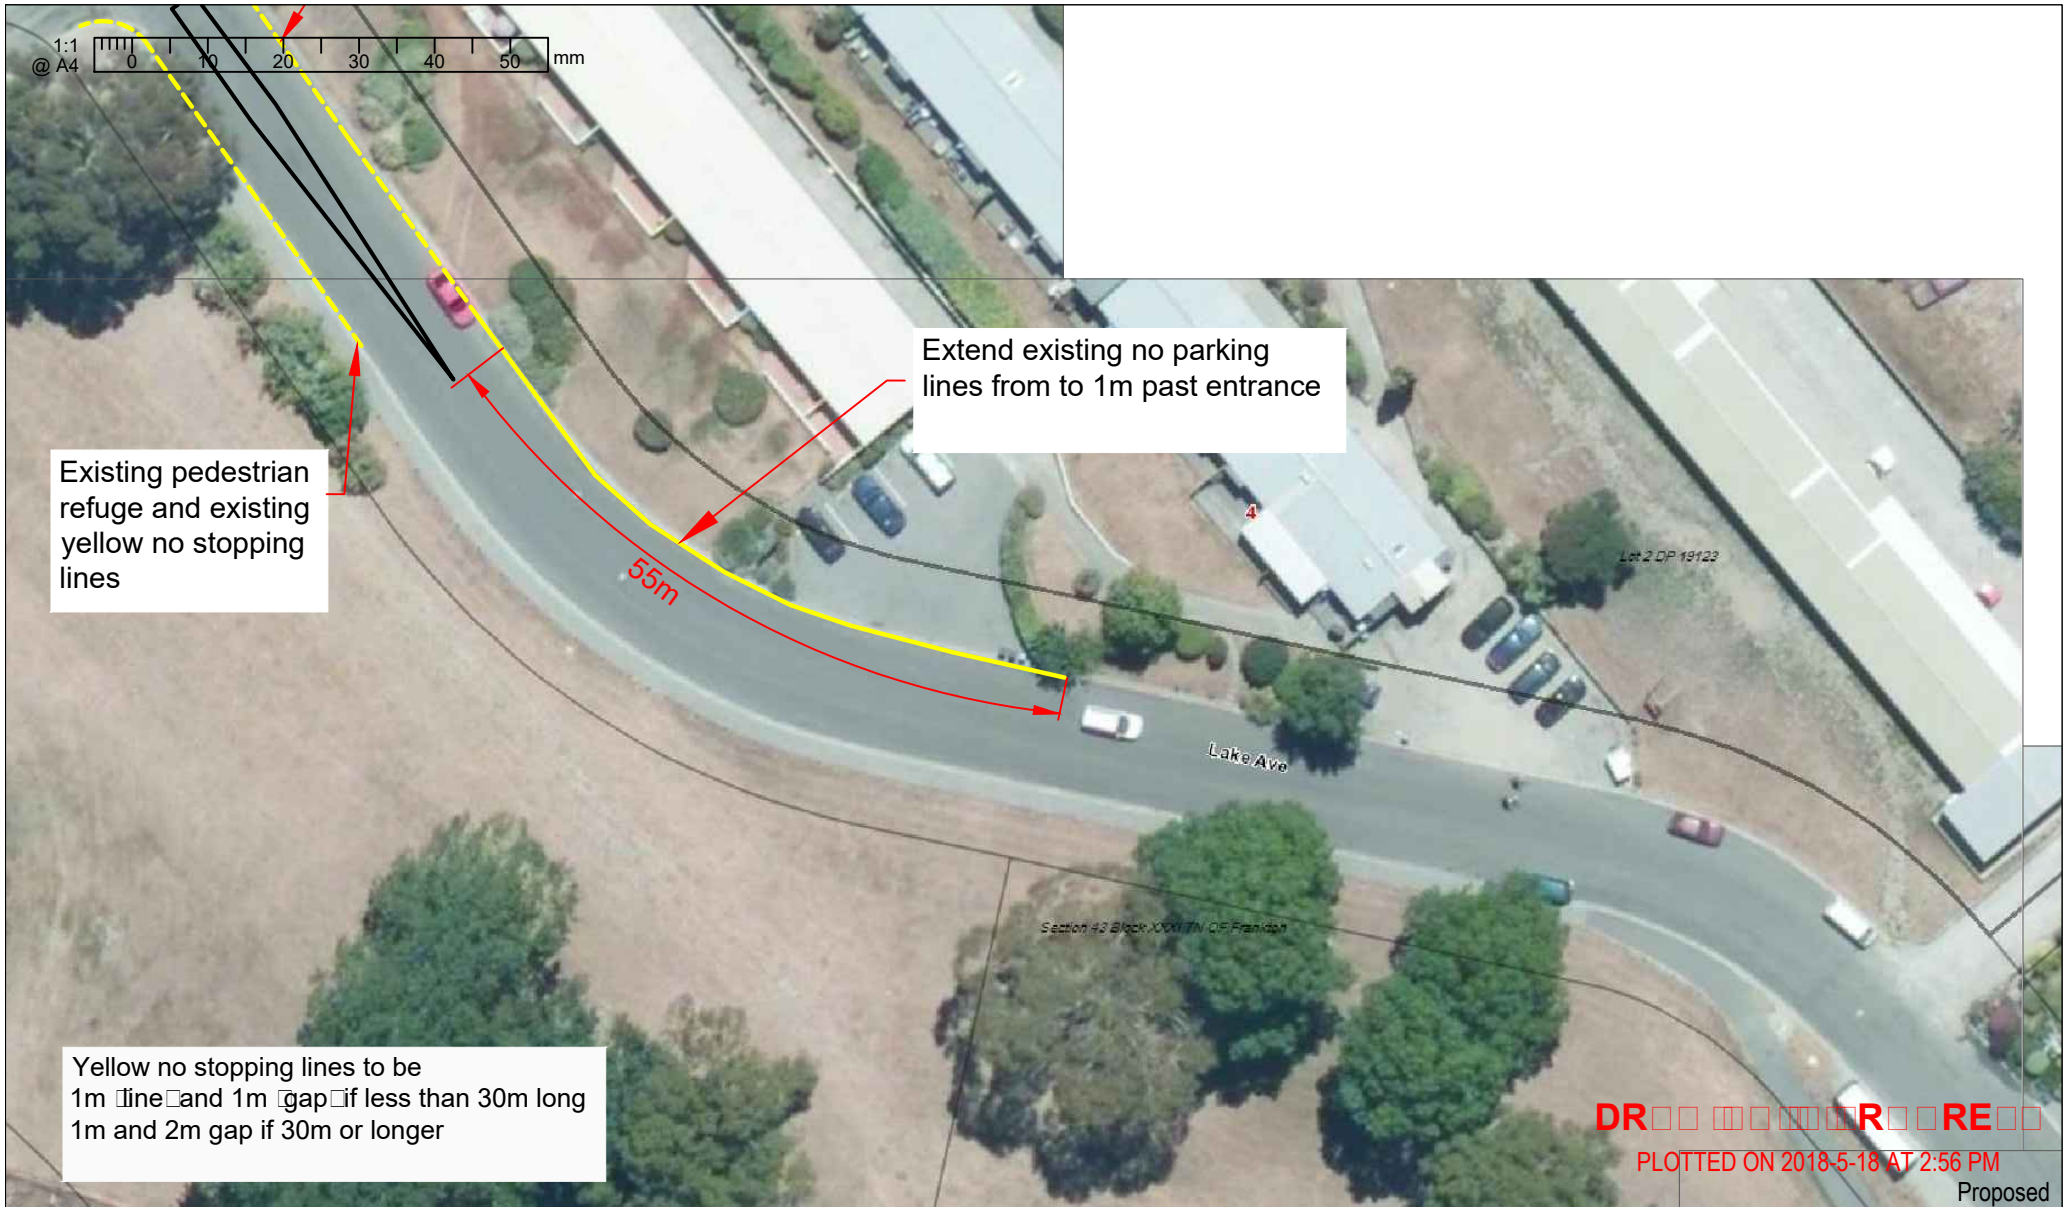 1:1
@ A4
0 10 20 30 40 50 mm
Extend existing no parking
lines from to 1m past entrance
Existing pedestrian
refuge and existing
yellow no stopping
lines
55m
4
Lot 2 DP 19123
Lake Ave
Section 43 Block XXXI TN OF Frankton
Yellow no stopping lines to be
1m □line□ and 1m □gap□ if less than 30m long
1m and 2m gap if 30m or longer
PLOTTED ON 2018-5-18 AT 2:56 PM
Proposed